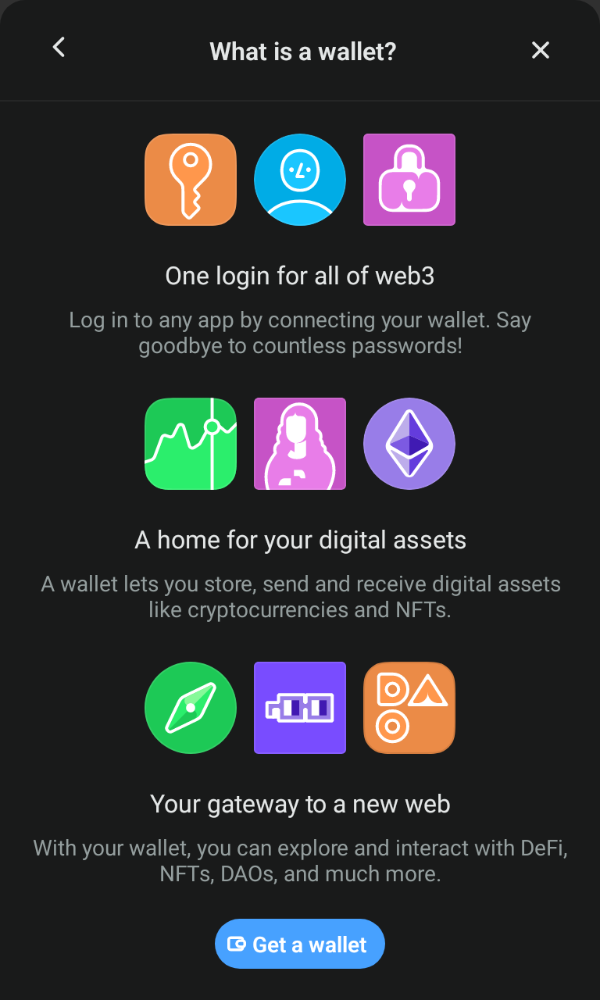 What is a wallet?
One login for all of web3
Log in to any app by connecting your wallet. Say
goodbye to countless passwords!
A home for your digital assets
A wallet lets you store, send and receive digital assets
like cryptocurrencies and NFTs.
DA
O
Your gateway to a new web
With your wallet, you can explore and interact with DeFi,
NFTs, DAOs, and much more.
Get a wallet